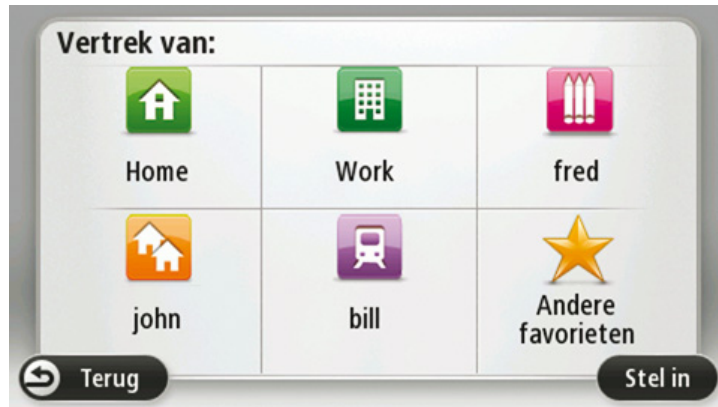 Vertrek van:
Home
Work
fred
john
bill
Andere
favorieten
Terug
Stel in